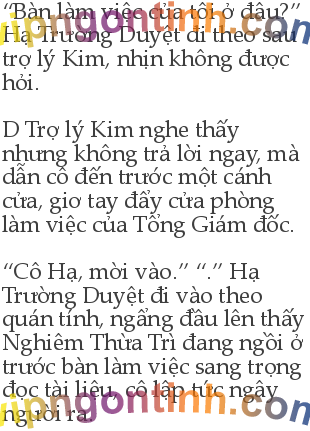 “Bàn làm việc của tôi ở đâu?”
Hạ Trường Duyệt đi theo sau
trợ lý Kim, nhịn không được
hỏi.
D Trợ lý Kim nghe thấy
nhưng không trả lời ngay, mà
dẫn cô đến trước một cánh
cửa, giơ tay đẩy cửa phòng
làm việc của Tổng Giám đốc.
“Cô Hạ, mời vào.” “.” Hạ
Trường Duyệt đi vào theo
quán tính, ngẩng đầu lên thấy
Nghiêm Thừa Trì đang ngồi ở
trước bàn làm việc sang trọng
đọc tài liệu, cô lập tức ngây
người ra.
vipngontinh.com
vipngontinh.com